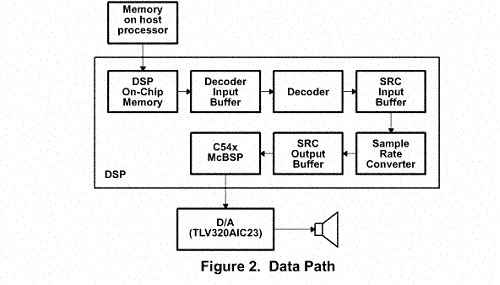 Memory
on host
processor
DSP
On-Chip
Memory
Decoder
Input
Buffer
Decoder
SRC
Input
Buffer
C54x
McBSP
SRC
Output
Buffer
Sample
Rate
Converter
DSP
D/A
(TLV320AIC23)
Figure 2. Data Path